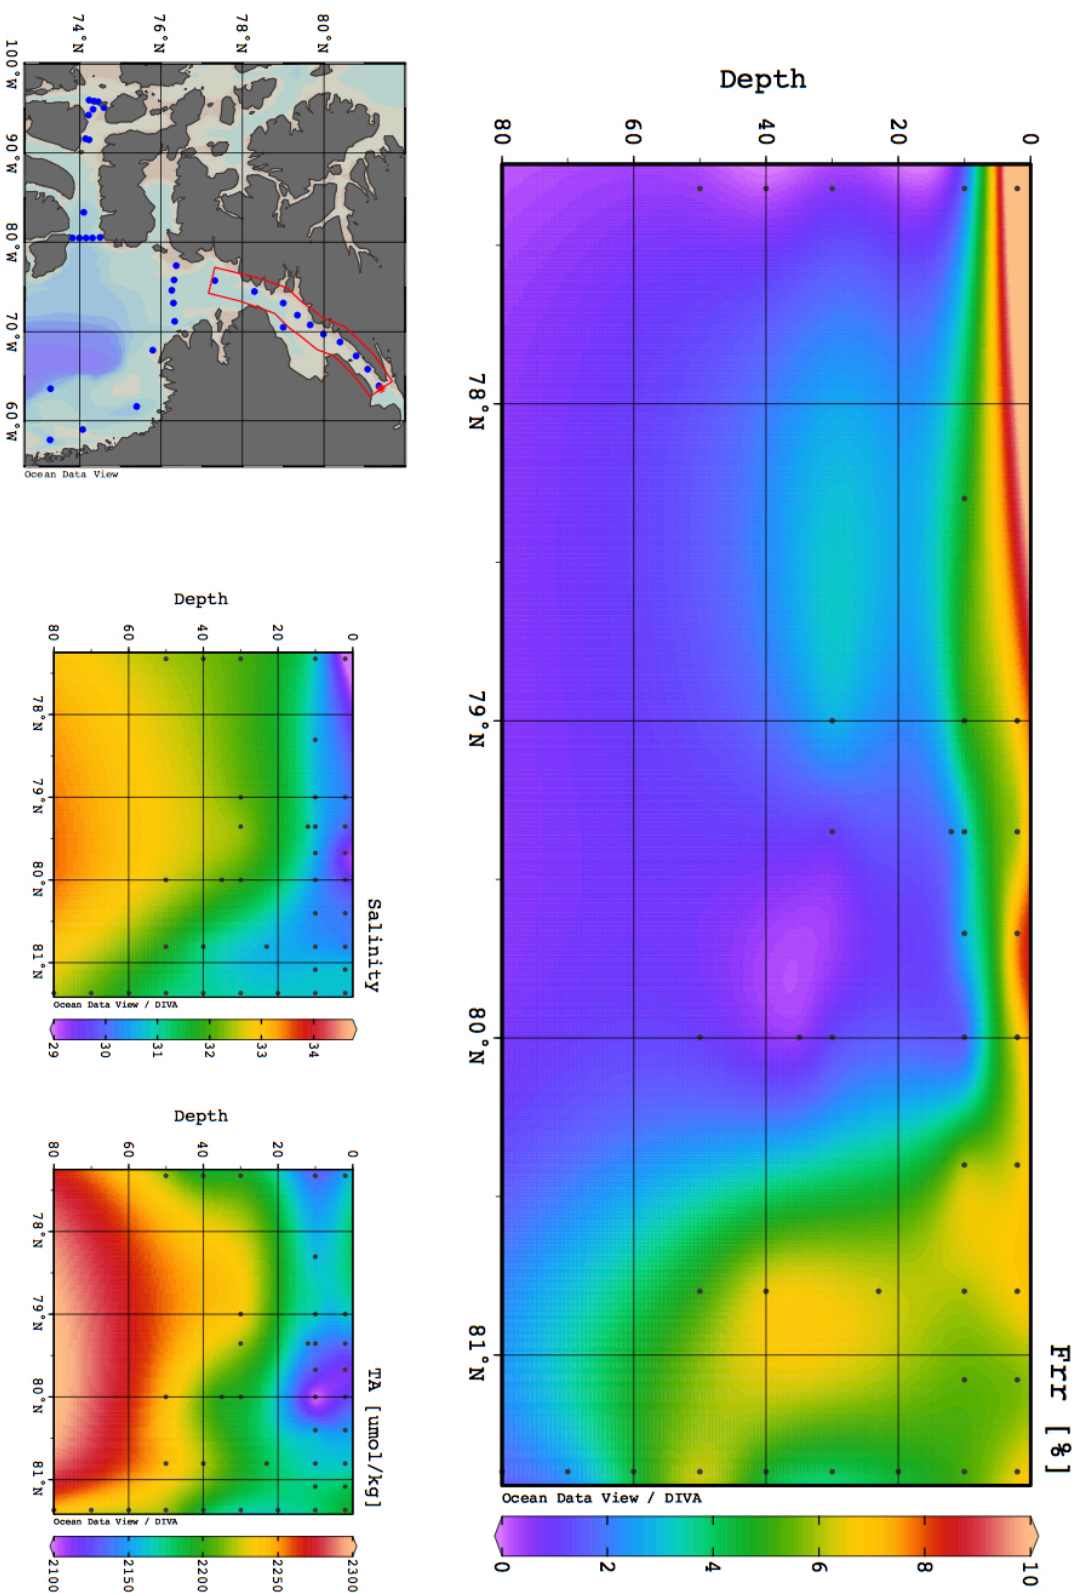 80°N
78°N
76°N
74°N
100°W
90°W
80°W
70°W
60°W
Ocean Data View
Depth
80
60
40
20
0
78°N
79°N
80°N
81°N
Frr [%]
Ocean Data View / DIVA
0
2
4
6
8
10
Depth
80
60
40
20
0
78°N
79°N
80°N
81°N
Salinity
Ocean Data View / DIVA
29
30
31
32
33
34
Depth
80
60
40
20
0
78°N
79°N
80°N
81°N
TA [umol/kg]
Ocean Data View / DIVA
2100
2150
2200
2250
2300